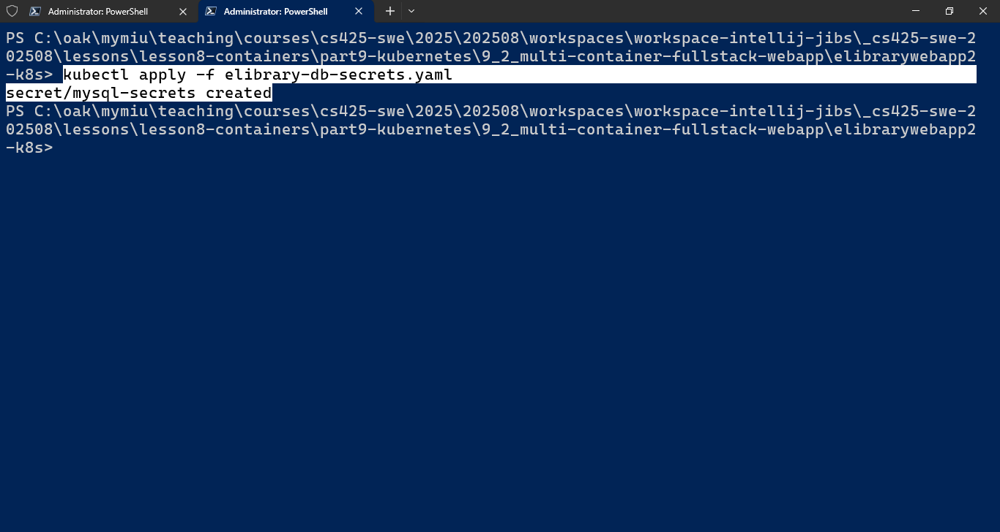 Administrator: PowerShell
Administrator: PowerShell
PS C:\oak\mymiu\teaching\courses\cs425-swe\2025\202508\workspaces\workspace-intellij-jibs\_cs425-swe-2
02508\lessons\lesson8-containers\part9-kubernetes\9_2_multi-container-fullstack-webapp\elibrarywebapp2
-k8s> kubectl apply -f elibrary-db-secrets.yaml
secret/mysql-secrets created
PS C:\oak\mymiu\teaching\courses\cs425-swe\2025\202508\workspaces\workspace-intellij-jibs\_cs425-swe-2
02508\lessons\lesson8-containers\part9-kubernetes\9_2_multi-container-fullstack-webapp\elibrarywebapp2
-k8s>